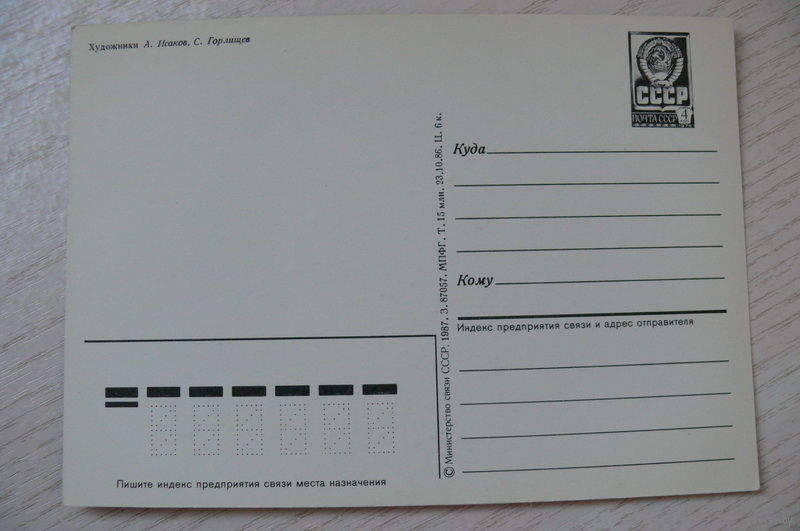 Художники А. Исаков, С. Горлищев
СССР
ПОЧТА СССР
4
Куда
Кому
Индекс предприятия связи и адрес отправителя
© Министерство связи СССР. 1987. З. 87057. МПФГ. Т. 15 млн. 23.10.86. Ц. 6 к.
Пишите индекс предприятия связи места назначения